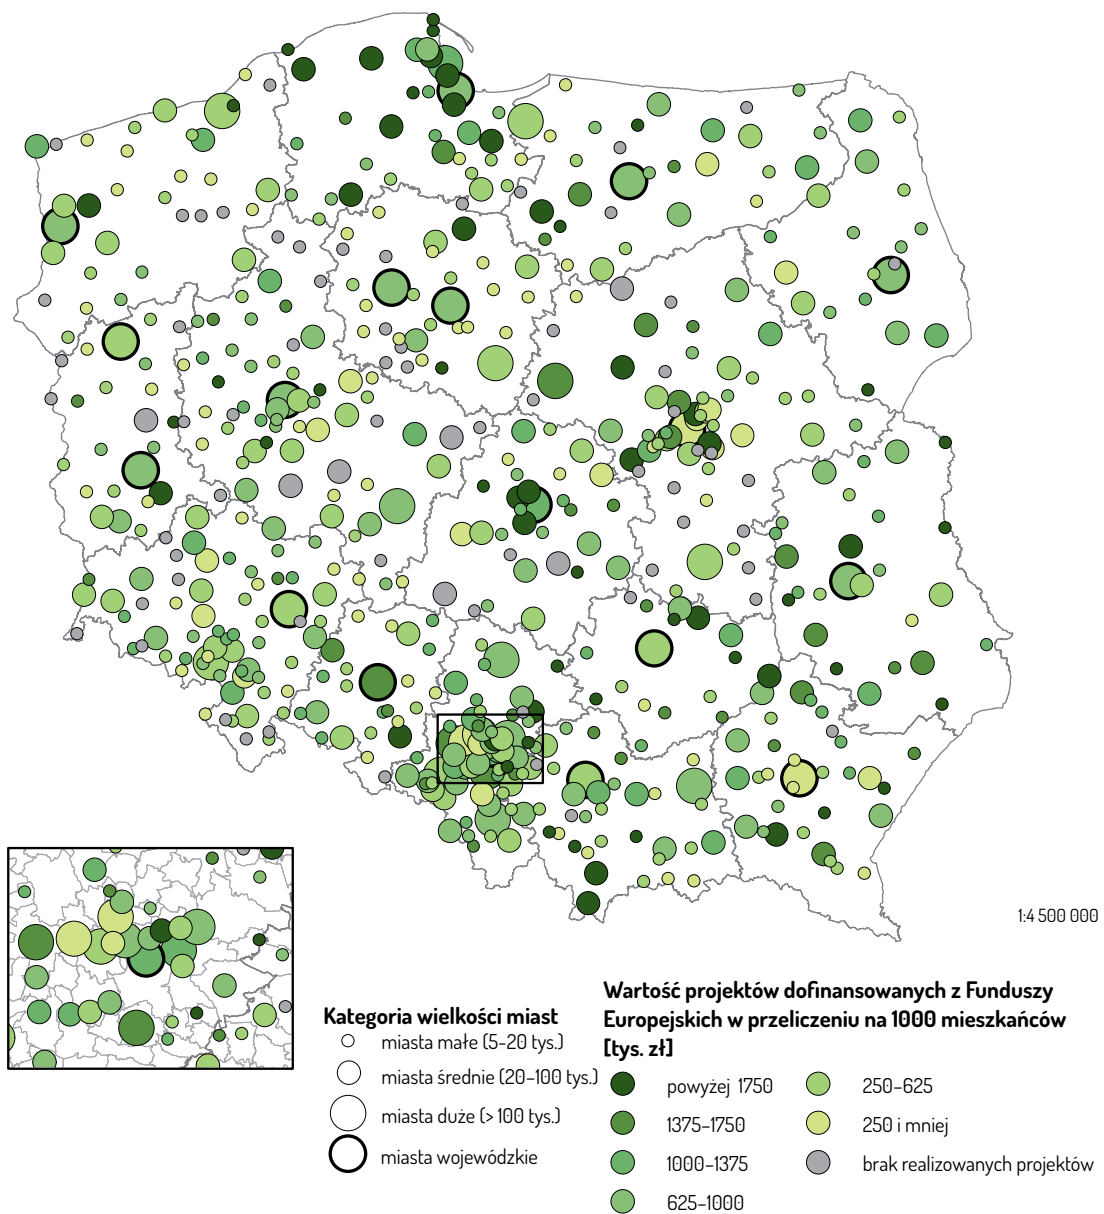 1:4 500 000
Kategoria wielkości miast
miasta małe (5-20 tys.)
miasta średnie (20-100 tys.)
miasta duże (> 100 tys.)
miasta wojewódzkie
Wartość projektów dofinansowanych z Funduszy
Europejskich w przeliczeniu na 1000 mieszkańców
[tys. zł]
powyżej 1750
1375-1750
1000-1375
625-1000
250-625
250 i mniej
brak realizowanych projektów